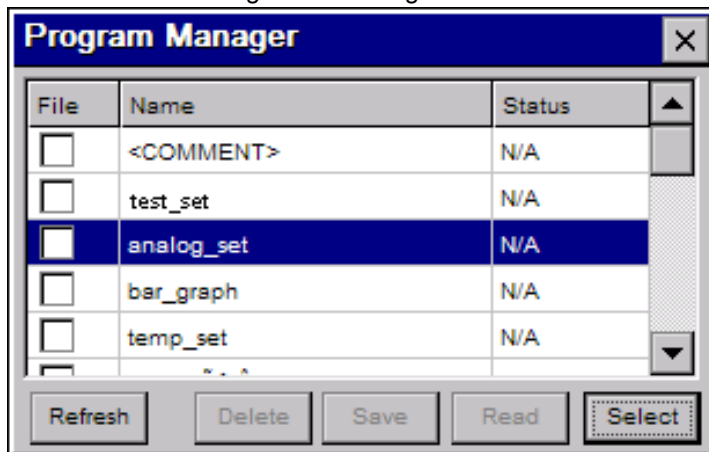 Program Manager
File Name Status
<COMMENT> N/A
test_set N/A
analog_set N/A
bar_graph N/A
temp_set N/A
Refresh Delete Save Read Select